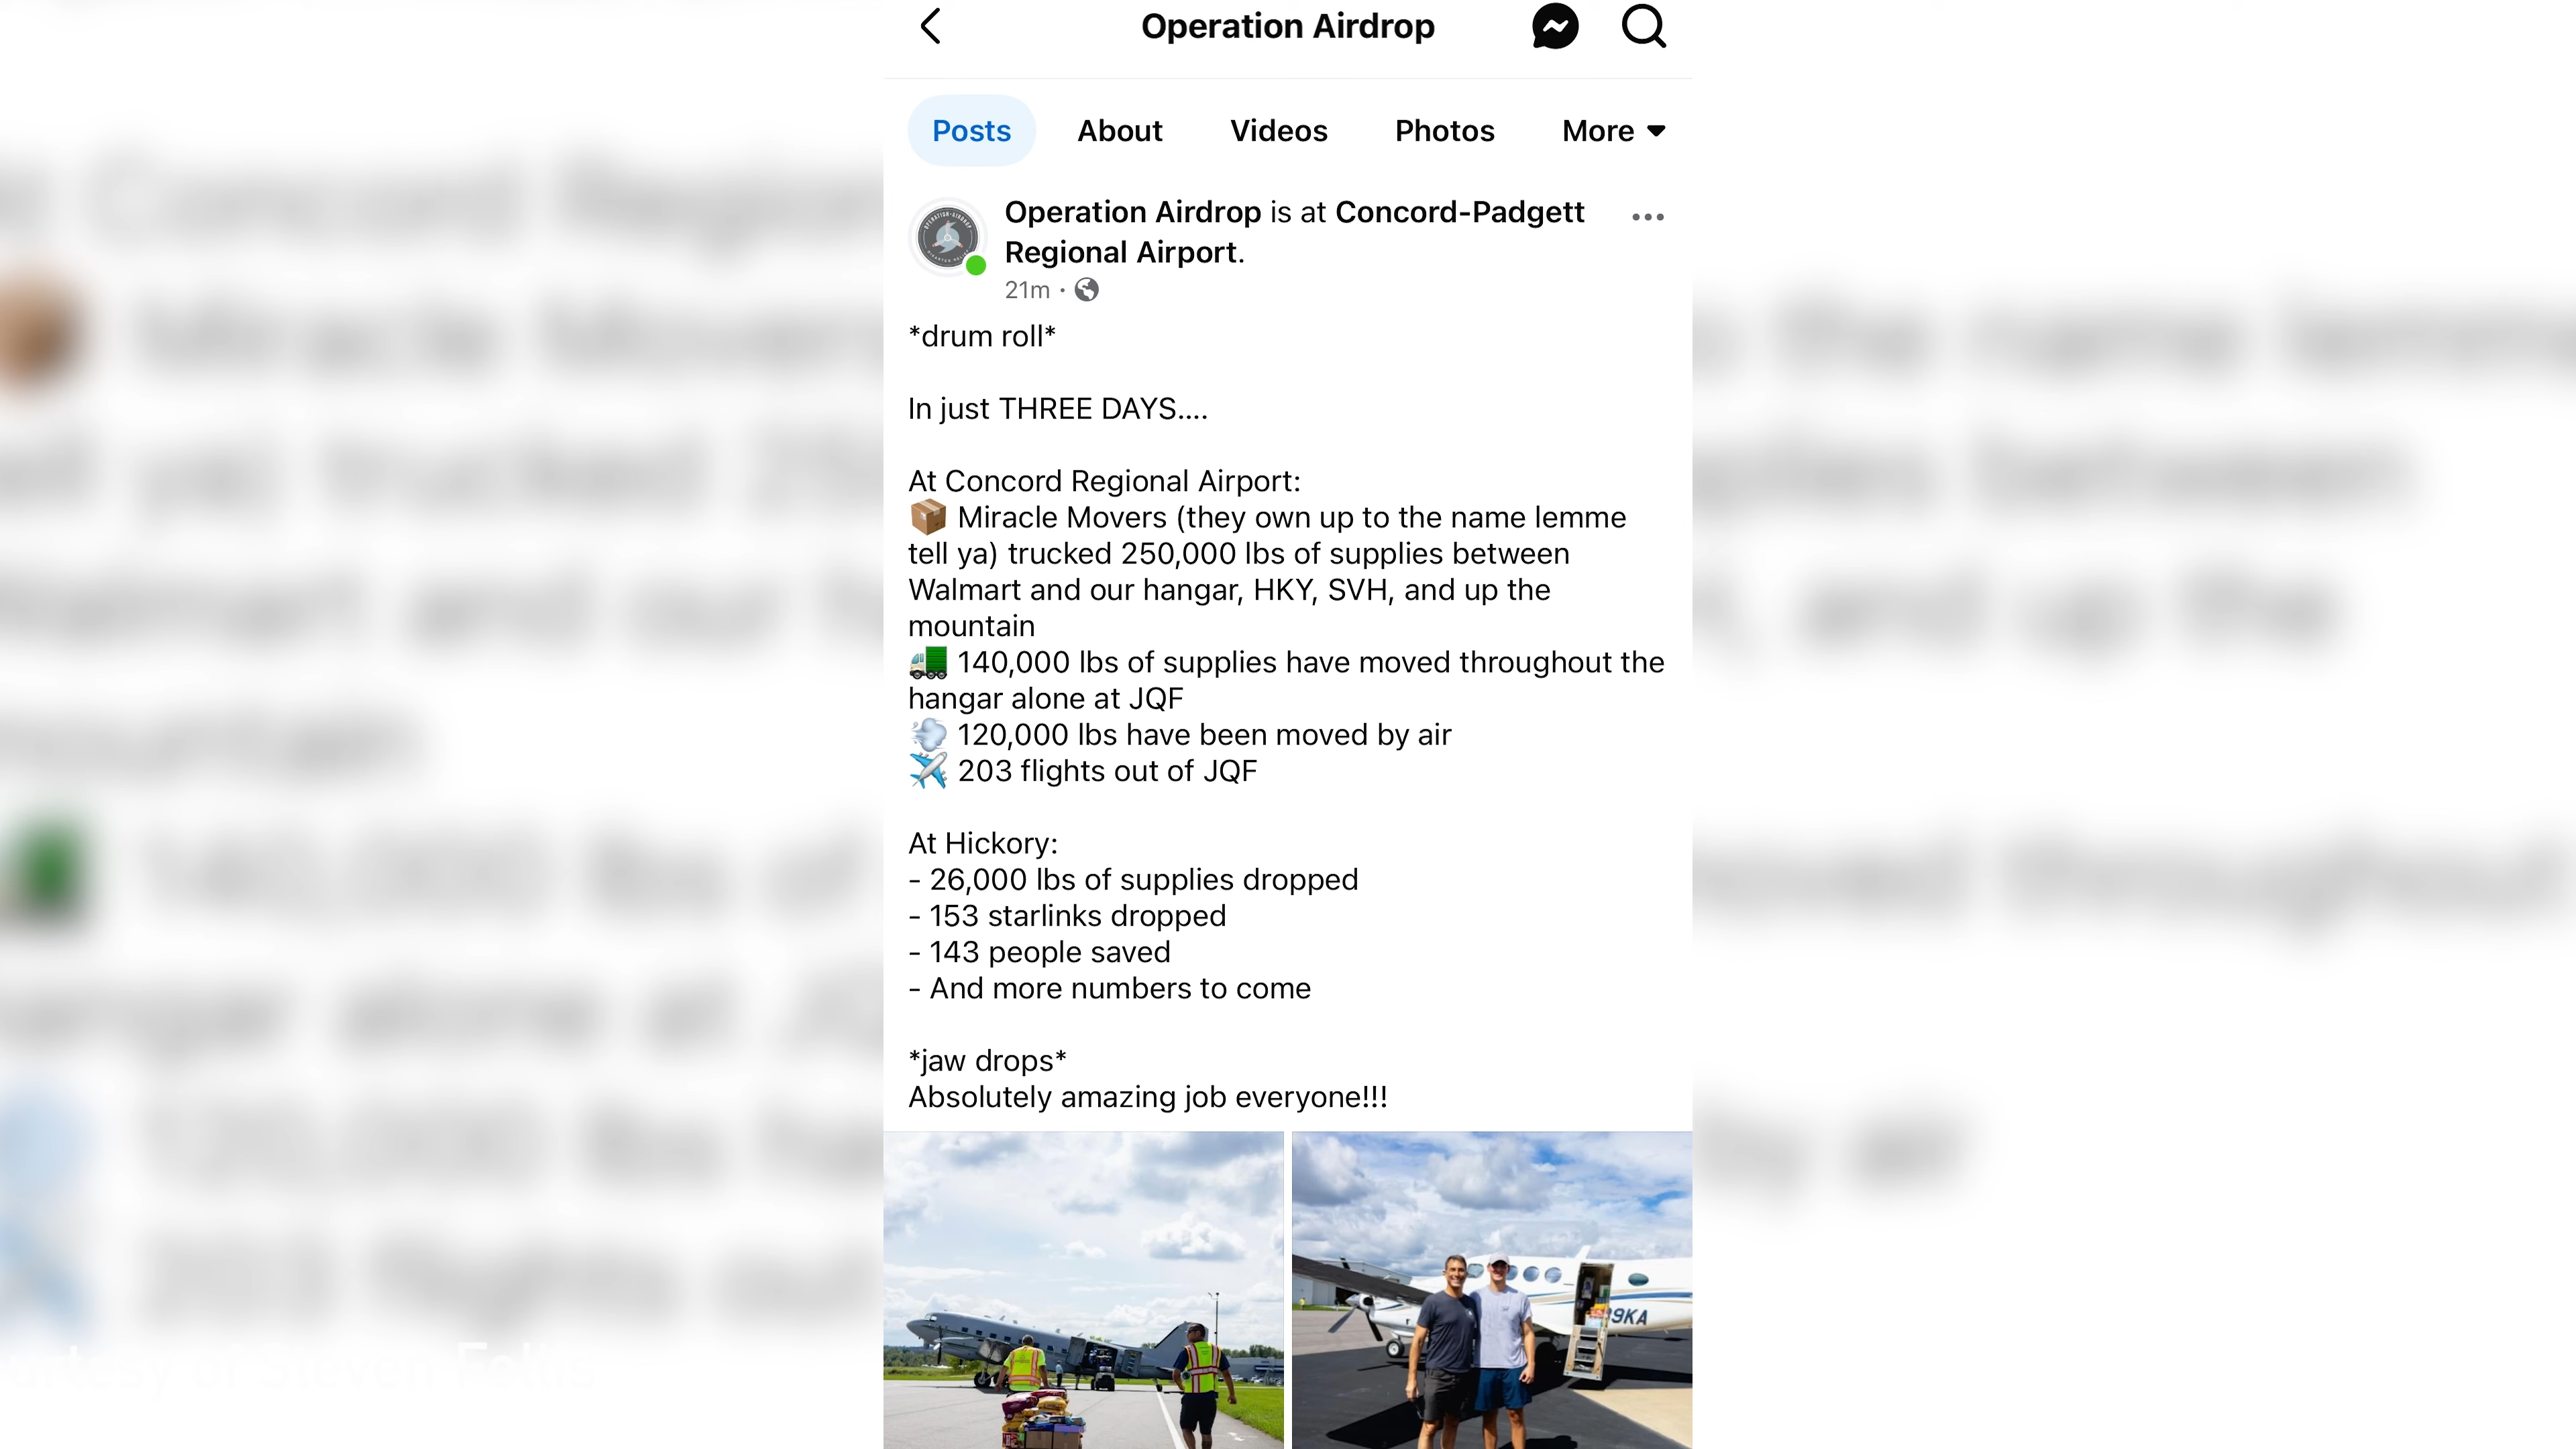 Operation Airdrop
Posts
About
Videos
Photos
More
Operation Airdrop is at Concord-Padgett
Regional Airport.
21m ·
*drum roll*
In just THREE DAYS....
At Concord Regional Airport:
📦 Miracle Movers (they own up to the name lemme
tell ya) trucked 250,000 lbs of supplies between
Walmart and our hangar, HKY, SVH, and up the
mountain
🚛 140,000 lbs of supplies have moved throughout the
hangar alone at JQF
💨 120,000 lbs have been moved by air
✈️ 203 flights out of JQF
At Hickory:
- 26,000 lbs of supplies dropped
- 153 starlinks dropped
- 143 people saved
- And more numbers to come
*jaw drops*
Absolutely amazing job everyone!!!
9KA